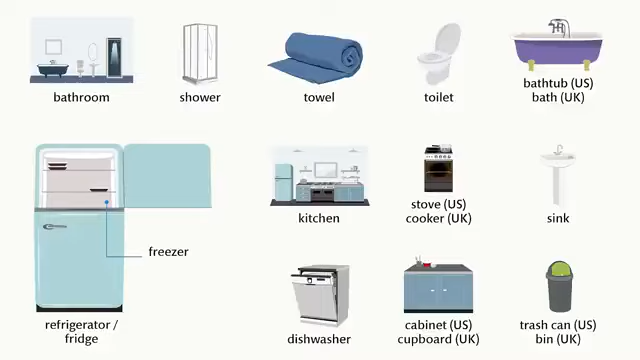 bathroom
shower
towel
toilet
bathtub (US)
bath (UK)
freezer
refrigerator /
fridge
kitchen
stove (US)
cooker (UK)
sink
dishwasher
cabinet (US)
cupboard (UK)
trash can (US)
bin (UK)